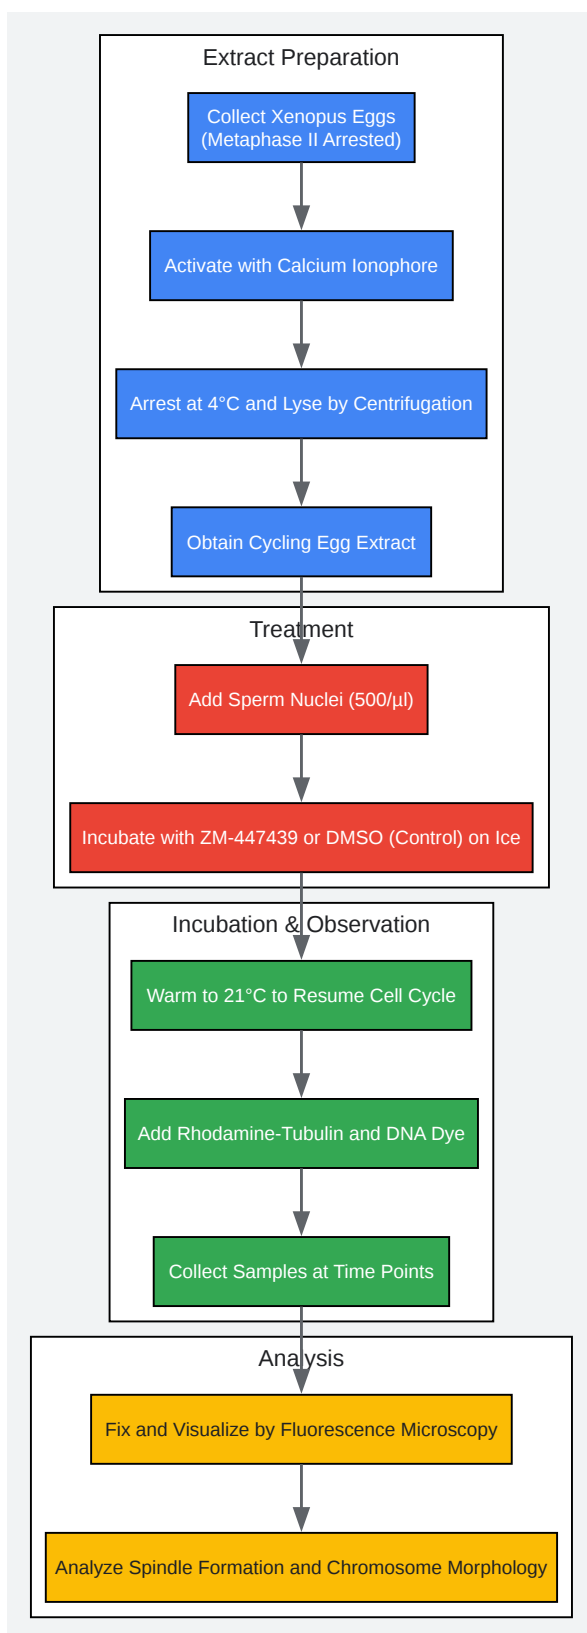 Extract Preparation
Collect Xenopus Eggs
(Metaphase II Arrested)
Activate with Calcium Ionophore
Arrest at 4°C and Lyse by Centrifugation
Obtain Cycling Egg Extract
Treatment
Add Sperm Nuclei (500/µl)
Incubate with ZM-447439 or DMSO (Control) on Ice
Incubation & Observation
Warm to 21°C to Resume Cell Cycle
Add Rhodamine-Tubulin and DNA Dye
Collect Samples at Time Points
Analysis
Fix and Visualize by Fluorescence Microscopy
Analyze Spindle Formation and Chromosome Morphology